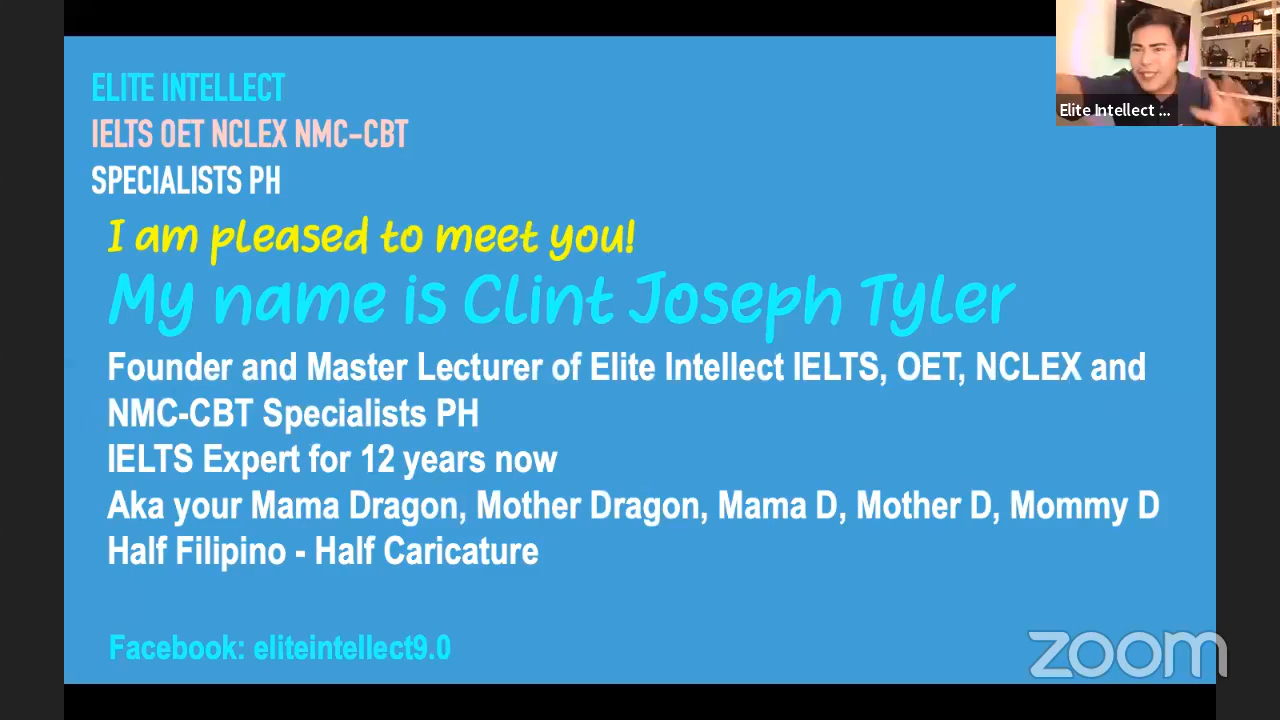 ELITE INTELLECT
IELTS OET NCLEX NMC-CBT
SPECIALISTS PH
I am pleased to meet you!
My name is Clint Joseph Tyler
Founder and Master Lecturer of Elite Intellect IELTS, OET, NCLEX and
NMC-CBT Specialists PH
IELTS Expert for 12 years now
Aka your Mama Dragon, Mother Dragon, Mama D, Mother D, Mommy D
Half Filipino - Half Caricature
Facebook: eliteintellect9.0
Elite Intellect ...
zoom